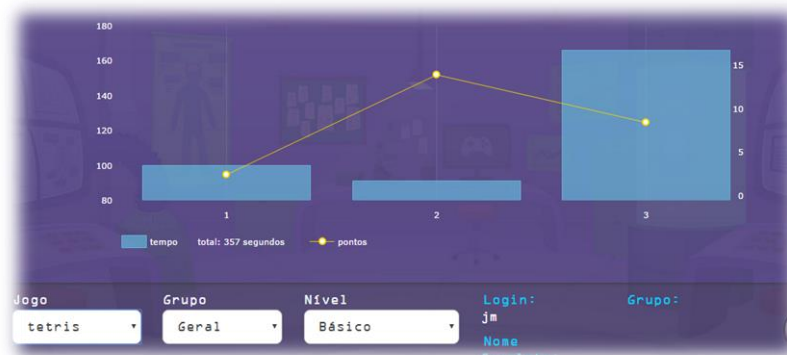 180
160
140
120
100
80
15
10
5
0
1 2 3
tempo total: 357 segundos pontos
Jogo Grupo Nível Login: Grupo:
tetris Geral Básico jm
Nome